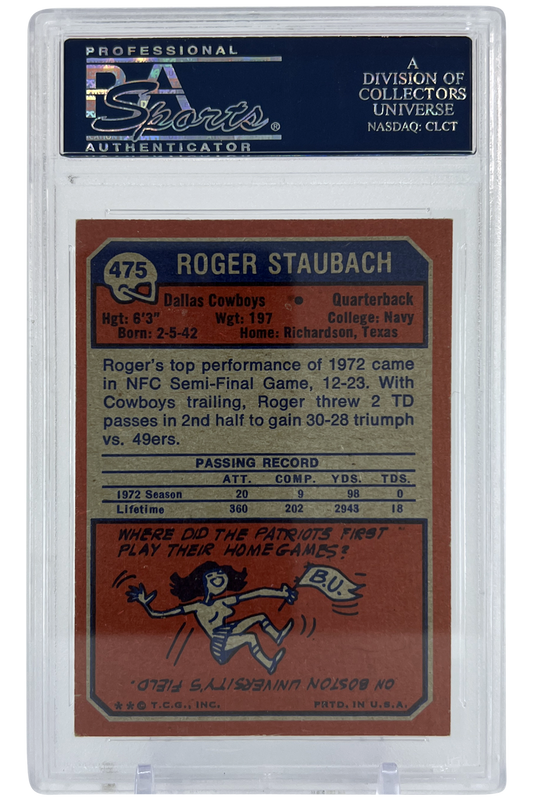 PROFESSIONAL
PSA
Sports®
AUTHENTICATOR
A
DIVISION OF
COLLECTORS
UNIVERSE
NASDAQ: CLCT
475
ROGER STAUBACH
Dallas Cowboys • Quarterback
Hgt: 6'3" Wgt: 197 College: Navy
Born: 2-5-42 Home: Richardson, Texas
Roger's top performance of 1972 came
in NFC Semi-Final Game, 12-23. With
Cowboys trailing, Roger threw 2 TD
passes in 2nd half to gain 30-28 triumph
vs. 49ers.
PASSING RECORD
ATT. COMP. YDS. TDS.
1972 Season 20 9 98 0
Lifetime 360 202 2943 18
WHERE DID THE PATRIOTS FIRST
PLAY THEIR HOME GAMES?
B.U.
ON BOSTON UNIVERSITY'S FIELD.
**© T.C.G., INC. PRTD. IN U.S.A.